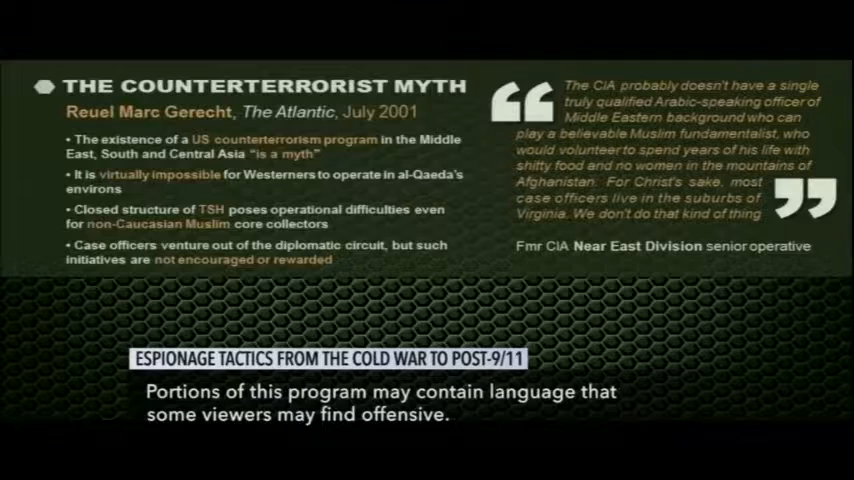 THE COUNTERTERRORIST MYTH
Reuel Marc Gerecht, The Atlantic, July 2001
• The existence of a US counterterrorism program in the Middle
East, South and Central Asia “is a myth”
• It is virtually impossible for Westerners to operate in al-Qaeda's
environs
• Closed structure of TSH poses operational difficulties even
for non-Caucasian Muslim core collectors
• Case officers venture out of the diplomatic circuit, but such
initiatives are not encouraged or rewarded
“ The CIA probably doesn't have a single
truly qualified Arabic-speaking officer of
Middle Eastern background who can
play a believable Muslim fundamentalist, who
would volunteer to spend years of his life with
shitty food and no women in the mountains of
Afghanistan. For Christ's sake, most
case officers live in the suburbs of
Virginia. We don't do that kind of thing ”
Fmr CIA Near East Division senior operative
ESPIONAGE TACTICS FROM THE COLD WAR TO POST-9/11
Portions of this program may contain language that
some viewers may find offensive.